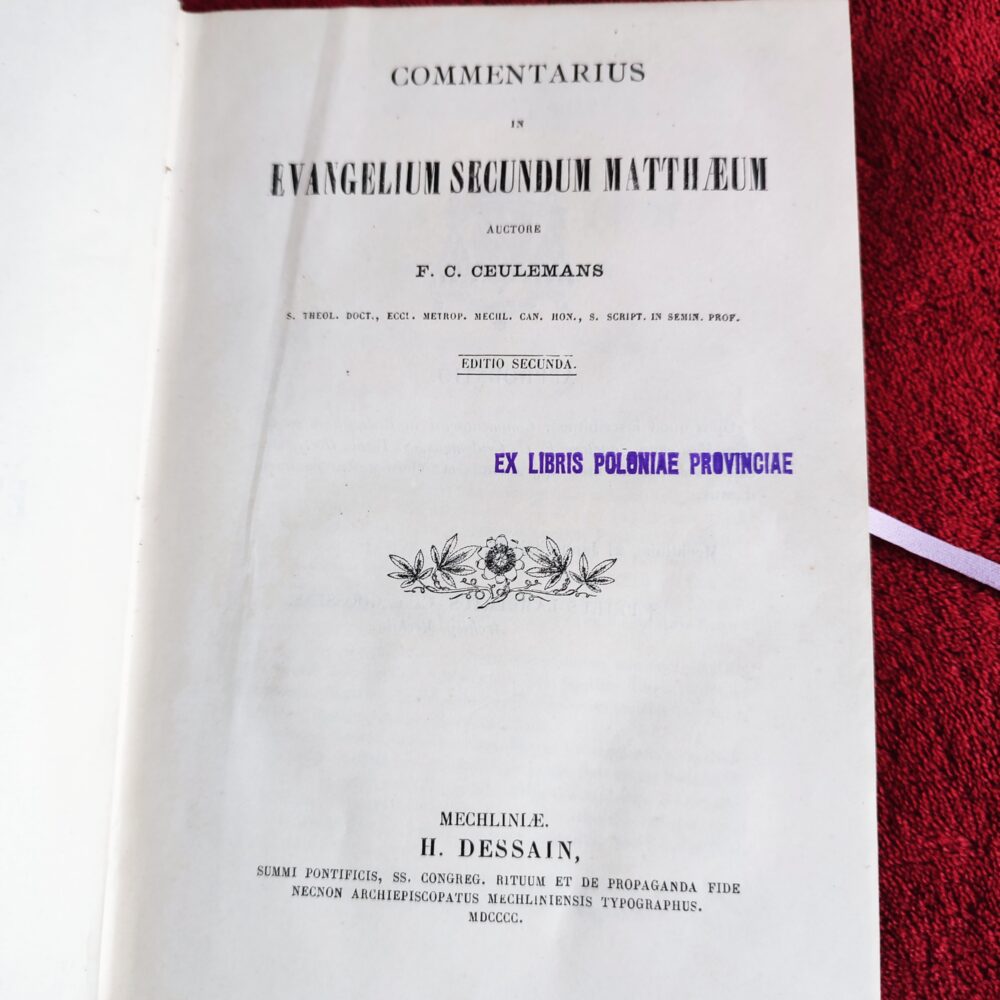 COMMENTARIUS
IN
EVANGELIUM SECUNDUM MATTHÆUM
AUCTORE
F. C. CEULEMANS
S. THEOL. DOCT., ECCL. METROP. MECHL. CAN. HON., S. SCRIPT. IN SEMIN. PROF.
EDITIO SECUNDA.
EX LIBRIS POLONIAE PROVINCIAE
MECHLINIÆ.
H. DESSAIN,
SUMMI PONTIFICIS, SS. CONGREG. RITUUM ET DE PROPAGANDA FIDE
NECNON ARCHIEPISCOPATUS MECHLINIENSIS TYPOGRAPHUS.
MDCCCC.